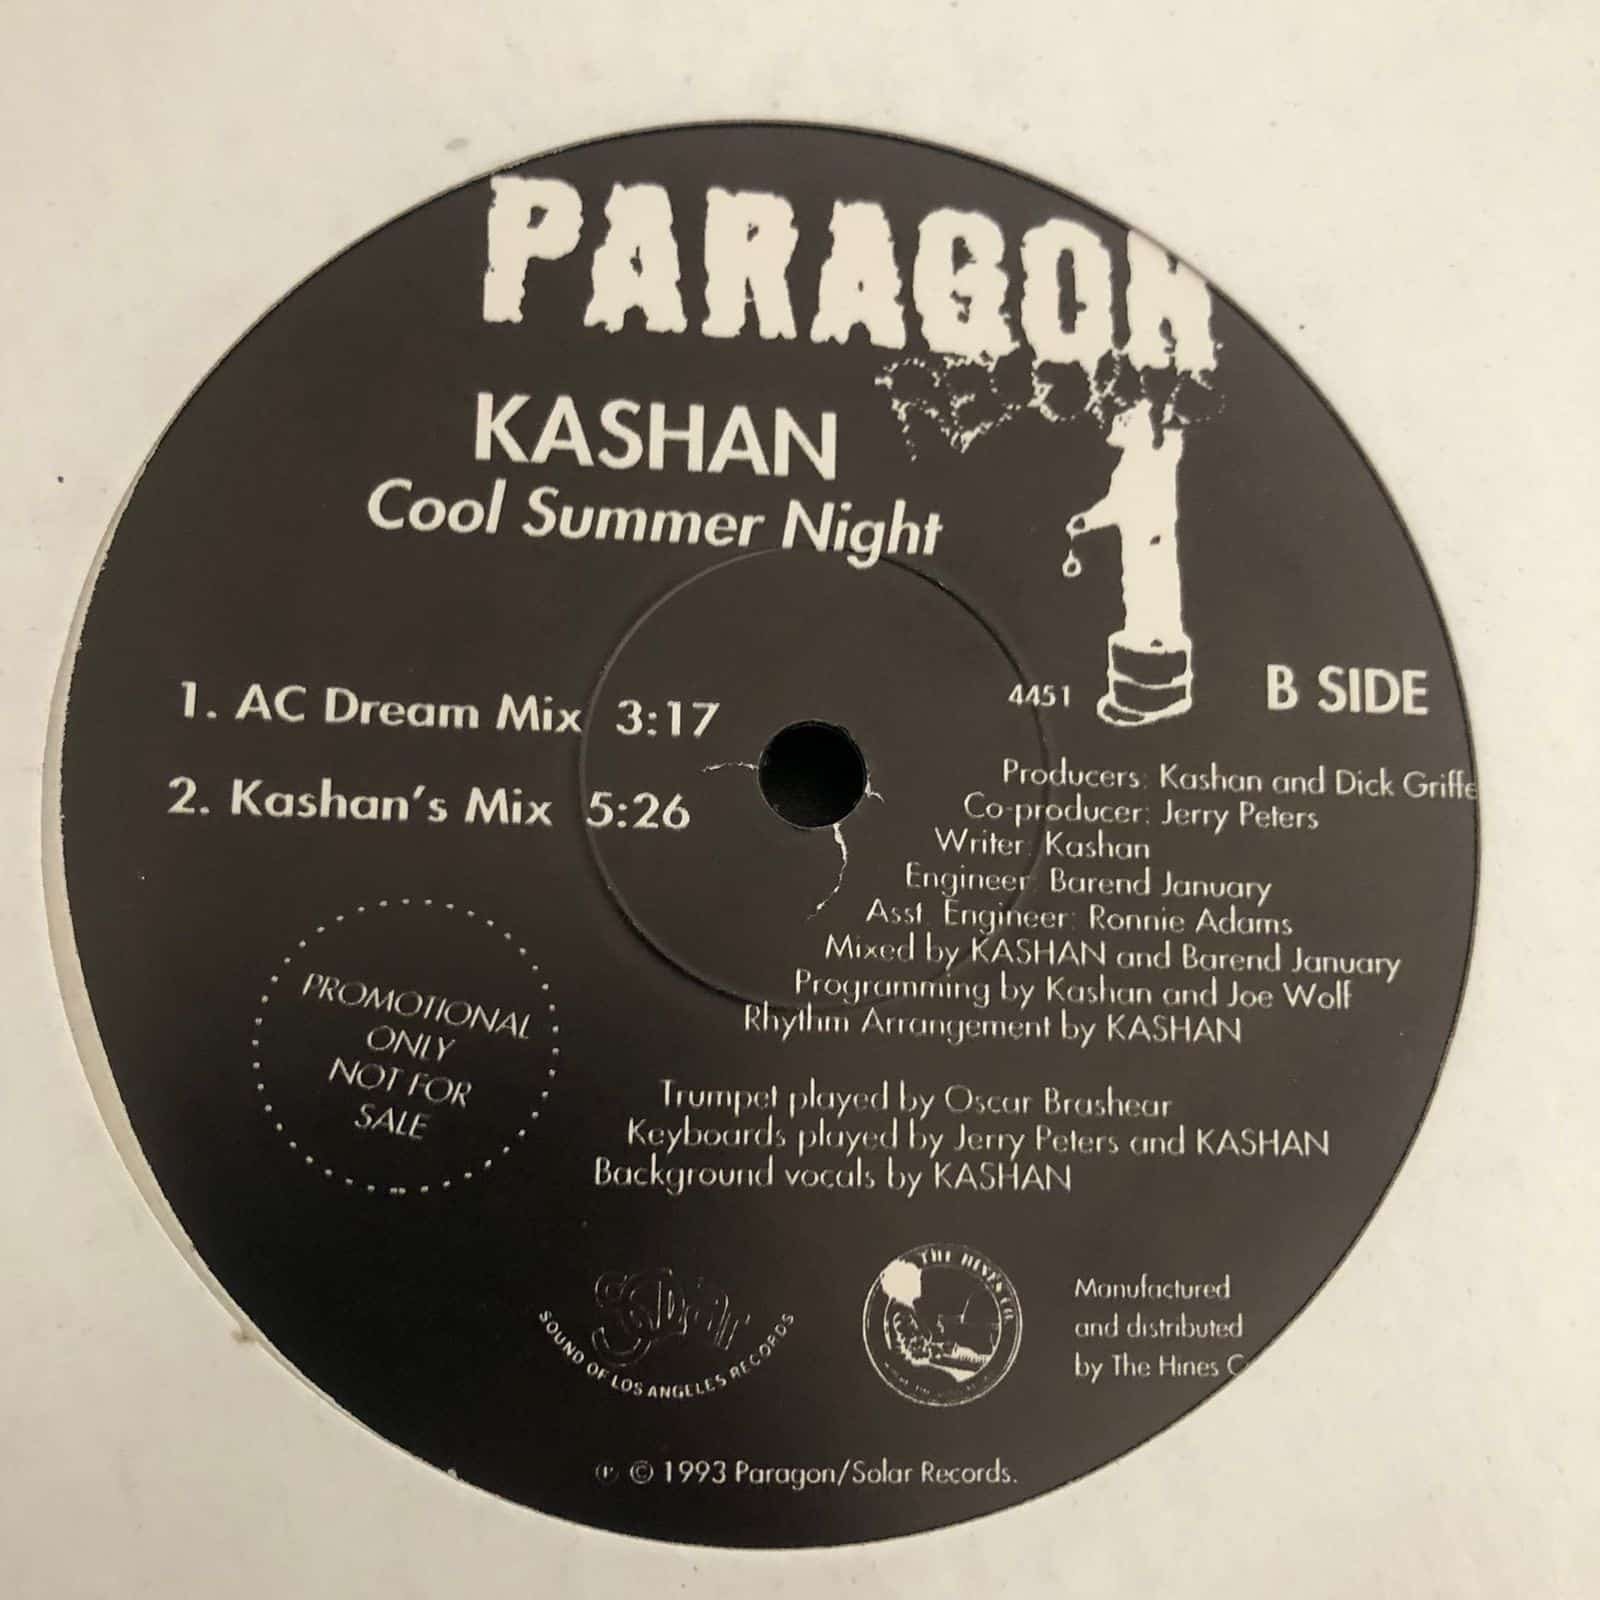 PARAGON
KASHAN
Cool Summer Night
1. AC Dream Mix 3:17
2. Kashan's Mix 5:26
4451
B SIDE
Producers: Kashan and Dick Griffe
Co-producer: Jerry Peters
Writer: Kashan
Engineer: Barend January
Asst. Engineer: Ronnie Adams
Mixed by KASHAN and Barend January
Programming by Kashan and Joe Wolf
Rhythm Arrangement by KASHAN
Trumpet played by Oscar Brashear
Keyboards played by Jerry Peters and KASHAN
Background vocals by KASHAN
PROMOTIONAL
ONLY
NOT FOR
SALE
Solar
SOUND OF LOS ANGELES RECORDS
THE HINES CO.
Manufactured
and distributed
by The Hines C
℗ © 1993 Paragon/Solar Records.